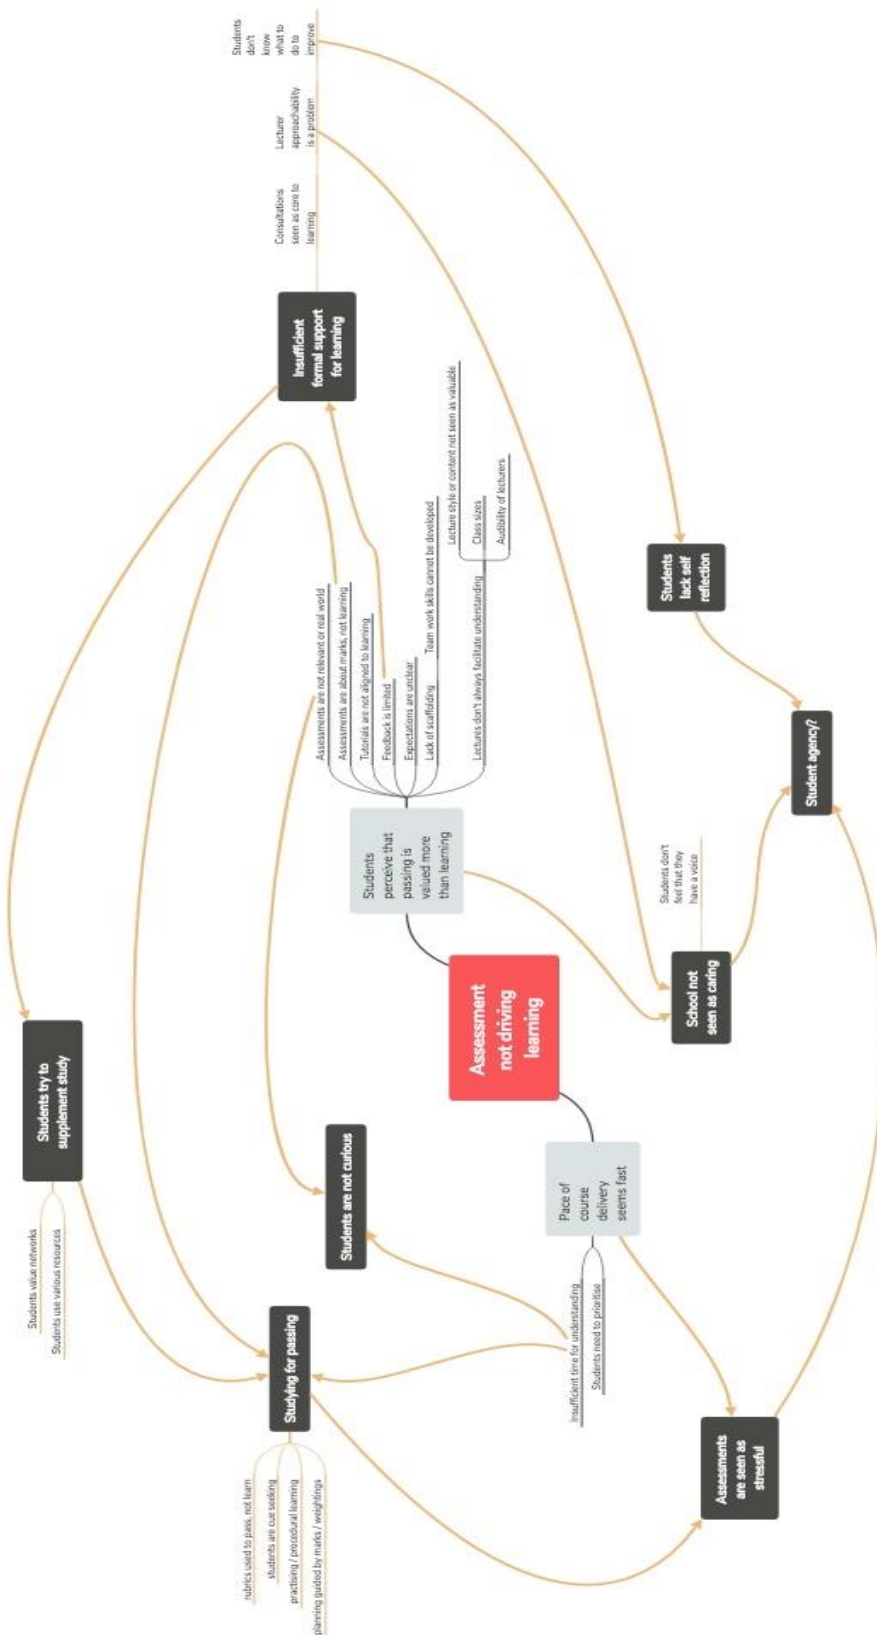 Students try to
supplement study
Students value networks
Students use various resources
Insufficient
formal support
for learning
Consultations
seen as core to
learning
Lecturer
approachability
is a problem
Students
don't
know
what to
do to
improve
Studying for passing
rubrics used to pass, not learn
students are cue seeking
practising / procedural learning
planning guided by marks / weightings
Students are not curious
Students
perceive that
passing is
valued more
than learning
Assessments are not relevant or real world
Assessments are about marks, not learning
Tutorials are not aligned to learning
Feedback is limited
Expectations are unclear
Lack of scaffolding
Team work skills cannot be developed
Lectures don't always facilitate understanding
Lecture style or content not seen as valuable
Class sizes
Audibility of lecturers
Assessment
not driving
learning
Pace of
course
delivery
seems fast
Insufficient time for understanding
Students need to prioritise
Students
lack self
reflection
School not
seen as caring
Students don't
feel that they
have a voice
Assessments
are seen as
stressful
Student agency?